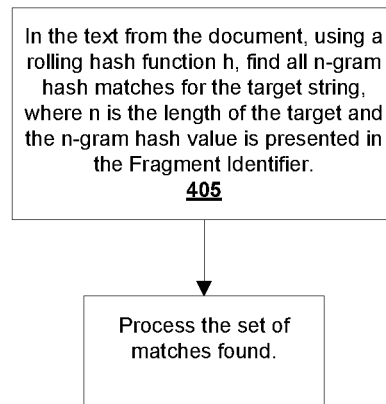 In the text from the document, using a
rolling hash function h, find all n-gram
hash matches for the target string,
where n is the length of the target and
the n-gram hash value is presented in
the Fragment Identifier.
405
Process the set of
matches found.